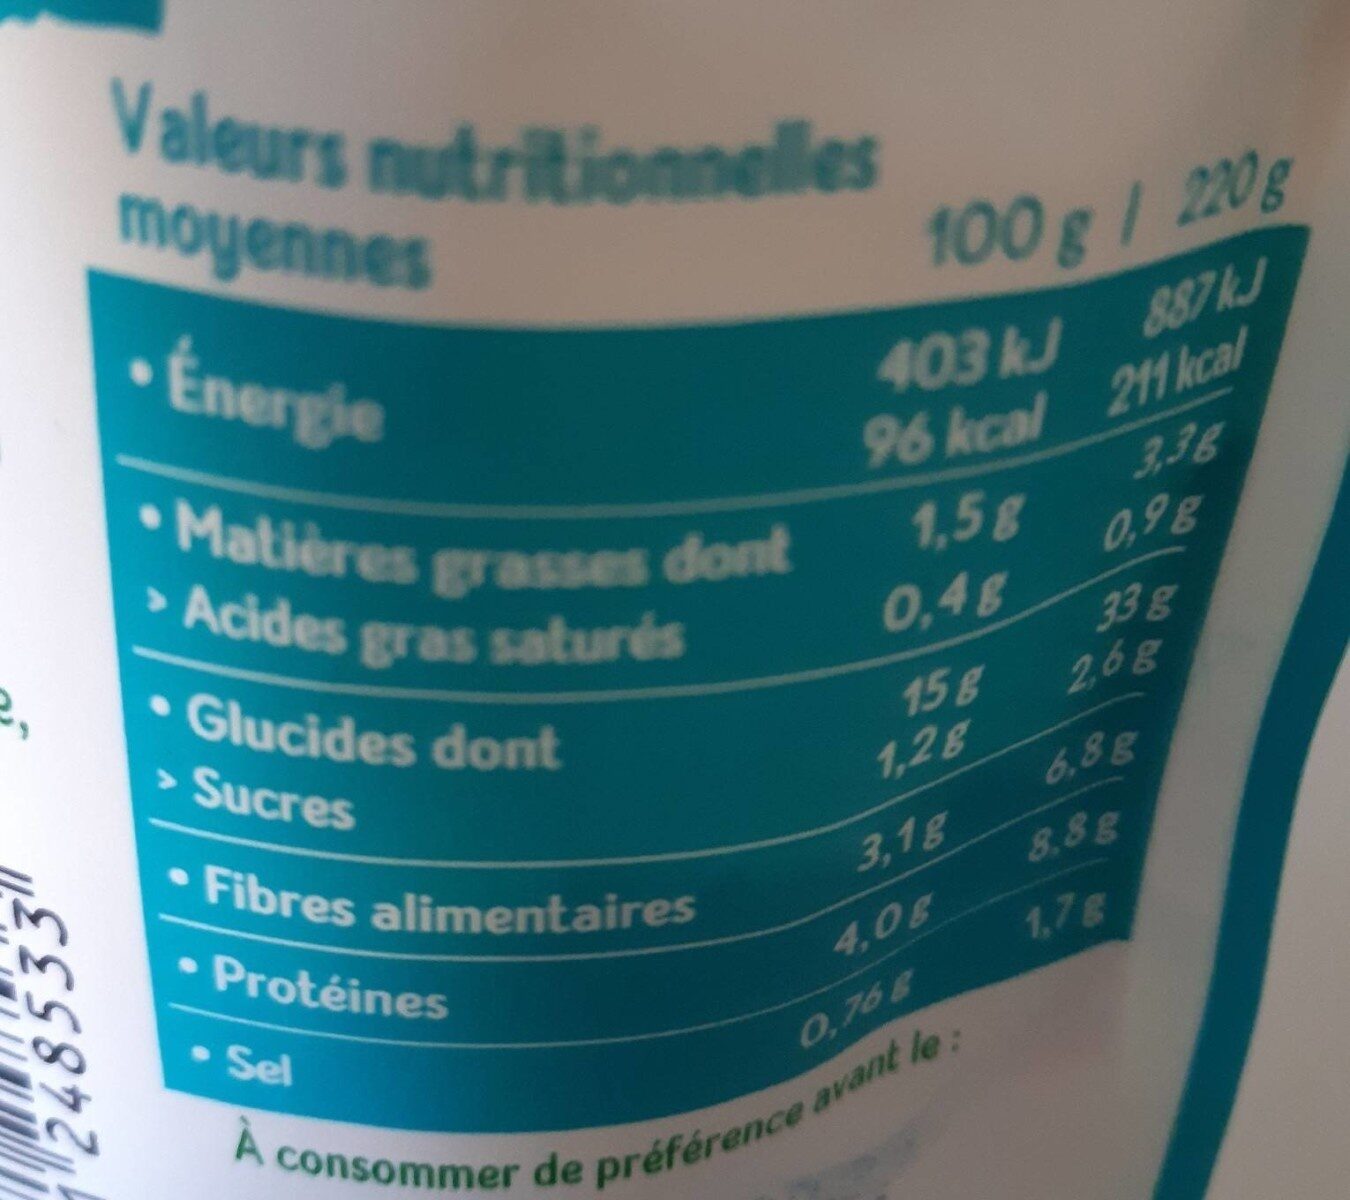 Valeurs nutritionnelles
moyennes 100 g / 220 g
• Énergie 403 kJ 887 kJ
96 kcal 211 kcal
• Matières grasses dont 1,5 g 3,3 g
> Acides gras saturés 0,4 g 0,9 g
• Glucides dont 15 g 33 g
> Sucres 1,2 g 2,6 g
• Fibres alimentaires 3,1 g 6,8 g
• Protéines 4,0 g 8,8 g
• Sel 0,76 g 1,7 g
À consommer de préférence avant le :
248533